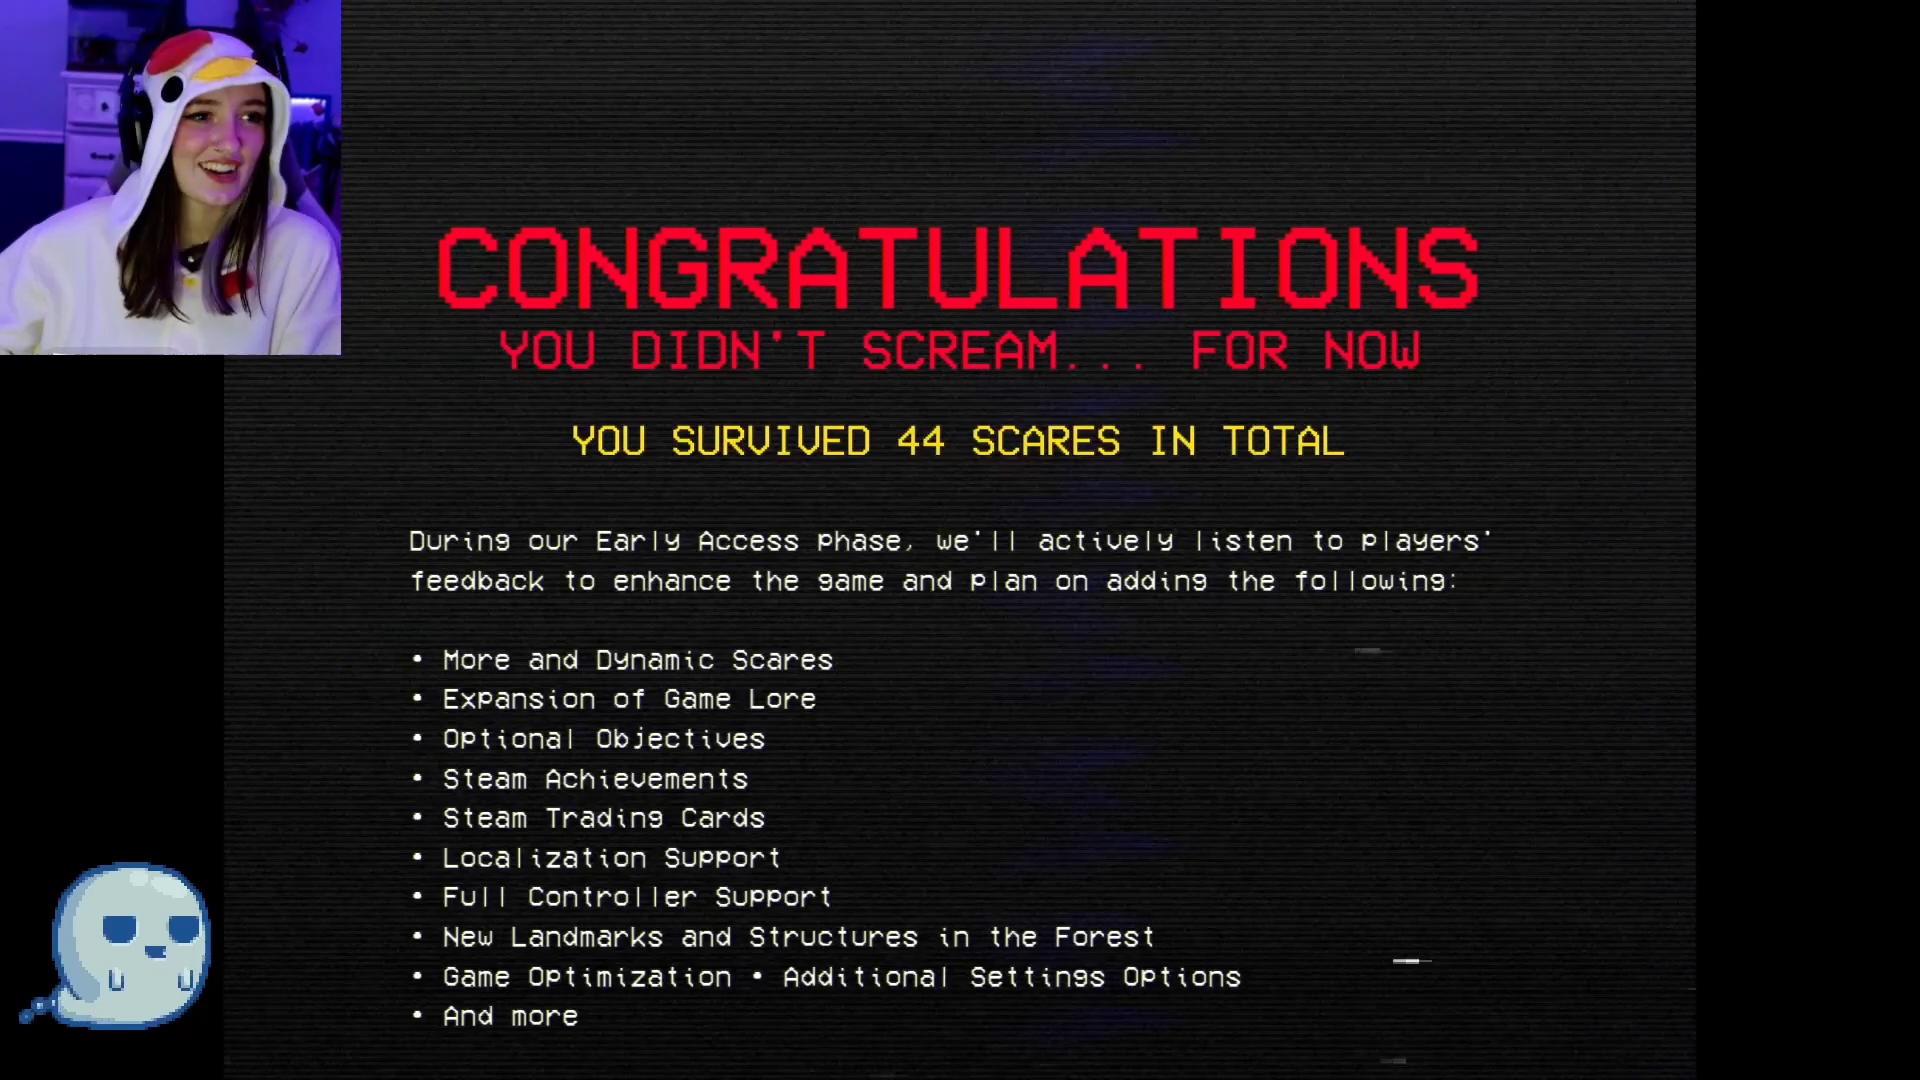 CONGRATULATIONS
YOU DIDN'T SCREAM... FOR NOW
YOU SURVIVED 44 SCARES IN TOTAL
During our Early Access phase, we'll actively listen to players'
feedback to enhance the game and plan on adding the following:
• More and Dynamic Scares
• Expansion of Game Lore
• Optional Objectives
• Steam Achievements
• Steam Trading Cards
• Localization Support
• Full Controller Support
• New Landmarks and Structures in the Forest
• Game Optimization • Additional Settings Options
• And more